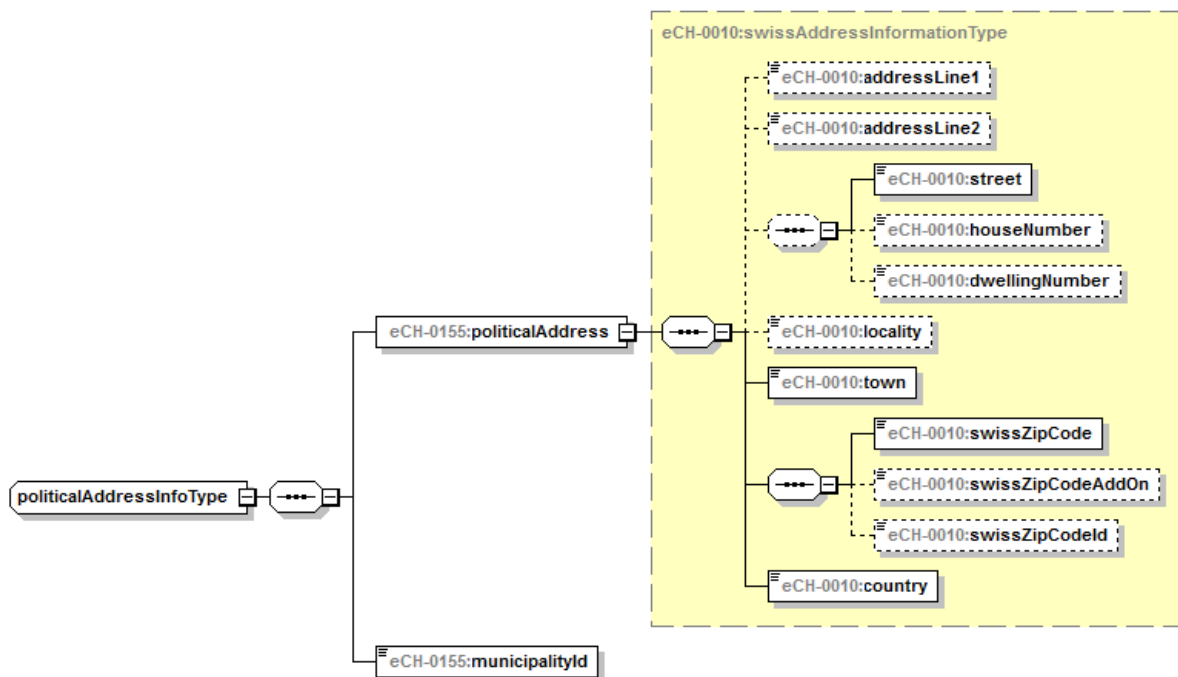 eCH-0010:swissAddressInformationType
eCH-0010:addressLine1
eCH-0010:addressLine2
eCH-0010:street
eCH-0010:houseNumber
eCH-0010:dwellingNumber
eCH-0155:politicalAddress
eCH-0010:locality
eCH-0010:town
eCH-0010:swissZipCode
politicalAddressInfoType
eCH-0010:swissZipCodeAddOn
eCH-0010:swissZipCodeId
eCH-0010:country
eCH-0155:municipalityId